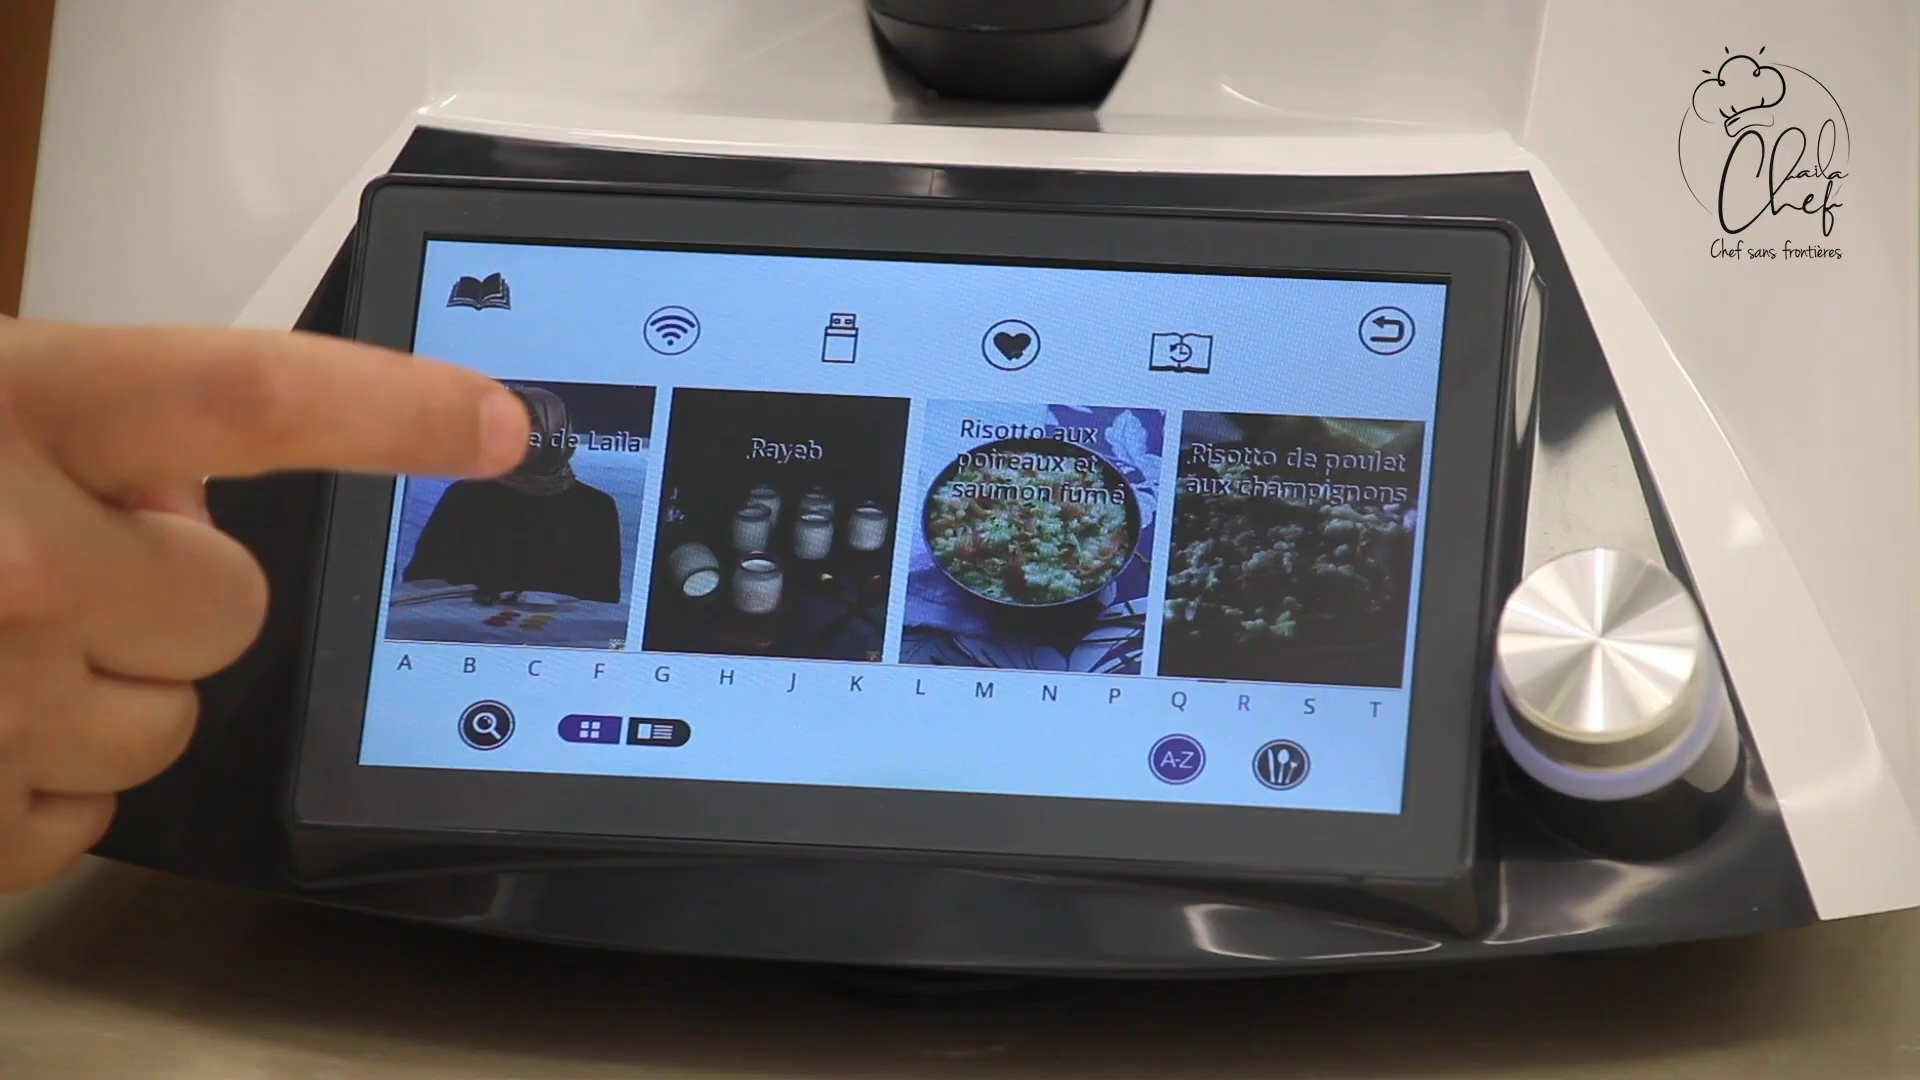 Laila
Chef
Chef sans frontières
de Laila
Rayeb
Risotto aux
poireaux et
saumon fumé
Risotto de poulet
aux champignons
A B C F G H J K L M N P Q R S T
A-Z